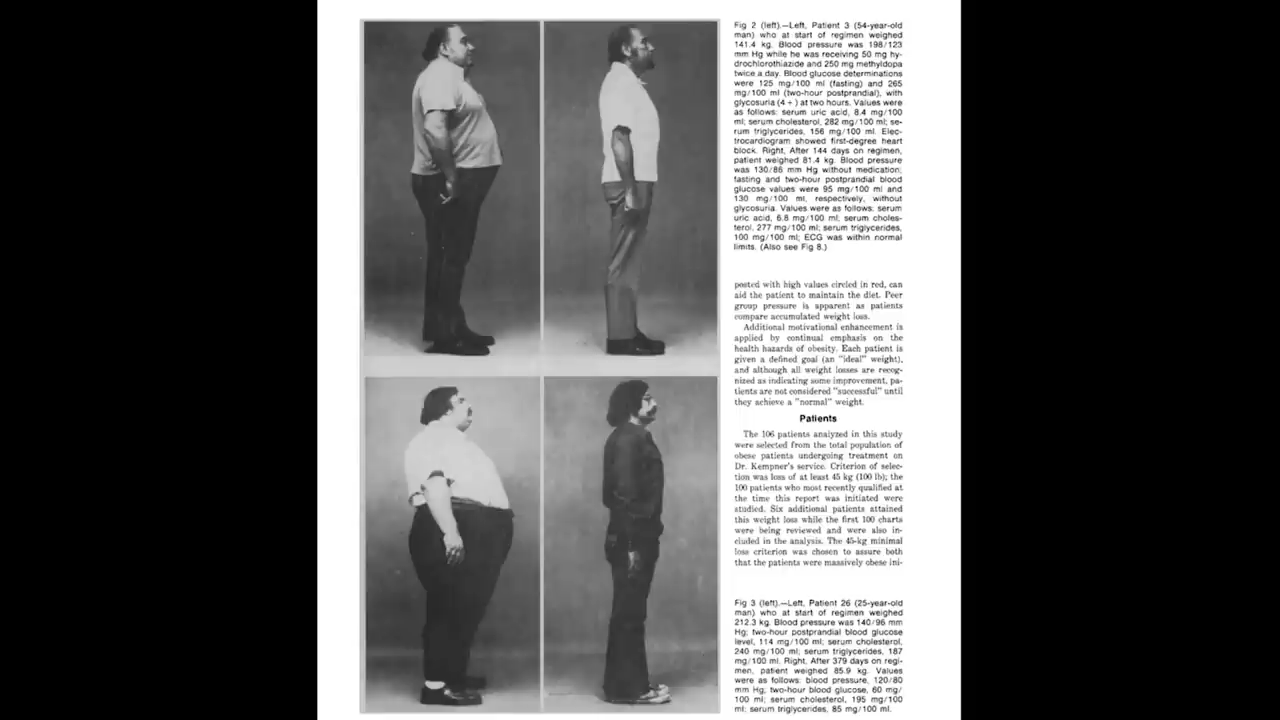 Fig 2 (left).—Left, Patient 3 (54-year-old
man) who at start of regimen weighed
141.4 kg. Blood pressure was 198/123
mm Hg while he was receiving 50 mg hy-
drochlorothiazide and 250 mg methyldopa
twice a day. Blood glucose determinations
were 125 mg/100 ml (fasting) and 265
mg/100 ml (two-hour postprandial), with
glycosuria (4 + ) at two hours. Values were
as follows: serum uric acid, 8.4 mg/100
ml; serum cholesterol, 282 mg/100 ml; se-
rum triglycerides, 156 mg/100 ml. Elec-
trocardiogram showed first-degree heart
block. Right, After 144 days on regimen,
patient weighed 81.4 kg. Blood pressure
was 130/86 mm Hg without medication;
fasting and two-hour postprandial blood
glucose values were 95 mg/100 ml and
130 mg/100 ml, respectively, without
glycosuria. Values were as follows: serum
uric acid, 6.8 mg/100 ml; serum choles-
terol, 277 mg/100 ml; serum triglycerides,
100 mg/100 ml; ECG was within normal
limits. (Also see Fig 8.)
posted with high values circled in red, can
aid the patient to maintain the diet. Peer
group pressure is apparent as patients
compare accumulated weight loss.
Additional motivational enhancement is
applied by continual emphasis on the
health hazards of obesity. Each patient is
given a defined goal (an "ideal" weight),
and although all weight losses are recog-
nized as indicating some improvement, pa-
tients are not considered "successful" until
they achieve a "normal" weight.
Patients
The 106 patients analyzed in this study
were selected from the total population of
obese patients undergoing treatment on
Dr. Kempner's service. Criterion of selec-
tion was loss of at least 45 kg (100 lb); the
100 patients who most recently qualified at
the time this report was initiated were
studied. Six additional patients attained
this weight loss while the first 100 charts
were being reviewed and were also in-
cluded in the analysis. The 45-kg minimal
loss criterion was chosen to assure both
that the patients were massively obese ini-
Fig 3 (left).—Left, Patient 26 (25-year-old
man) who at start of regimen weighed
212.3 kg. Blood pressure was 140/96 mm
Hg; two-hour postprandial blood glucose
level, 114 mg/100 ml; serum cholesterol,
240 mg/100 ml; serum triglycerides, 187
mg/100 ml. Right, After 379 days on regi-
men, patient weighed 85.9 kg. Values
were as follows: blood pressure, 120/80
mm Hg; two-hour blood glucose, 60 mg/
100 ml; serum cholesterol, 195 mg/100
ml; serum triglycerides, 85 mg/100 ml.